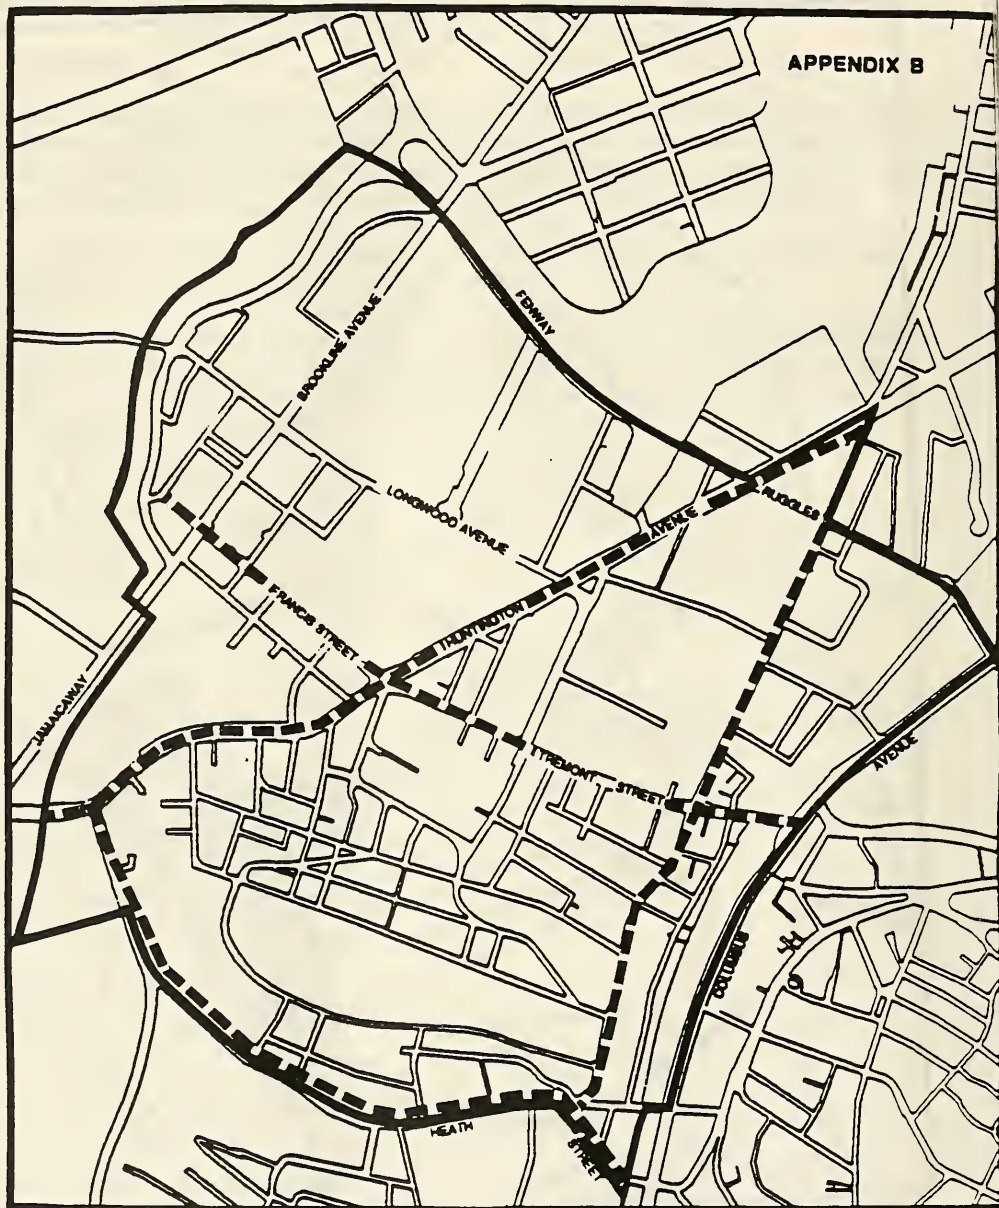 APPENDIX B
FENWAY
BROOKLINE AVENUE
RUGGLES
LONGWOOD AVENUE
AVENUE
FRANCIS STREET
HUNTINGTON
JAMAICAWAY
AVENUE
TREMONT STREET
COLUMBUS
HEATH
STREET